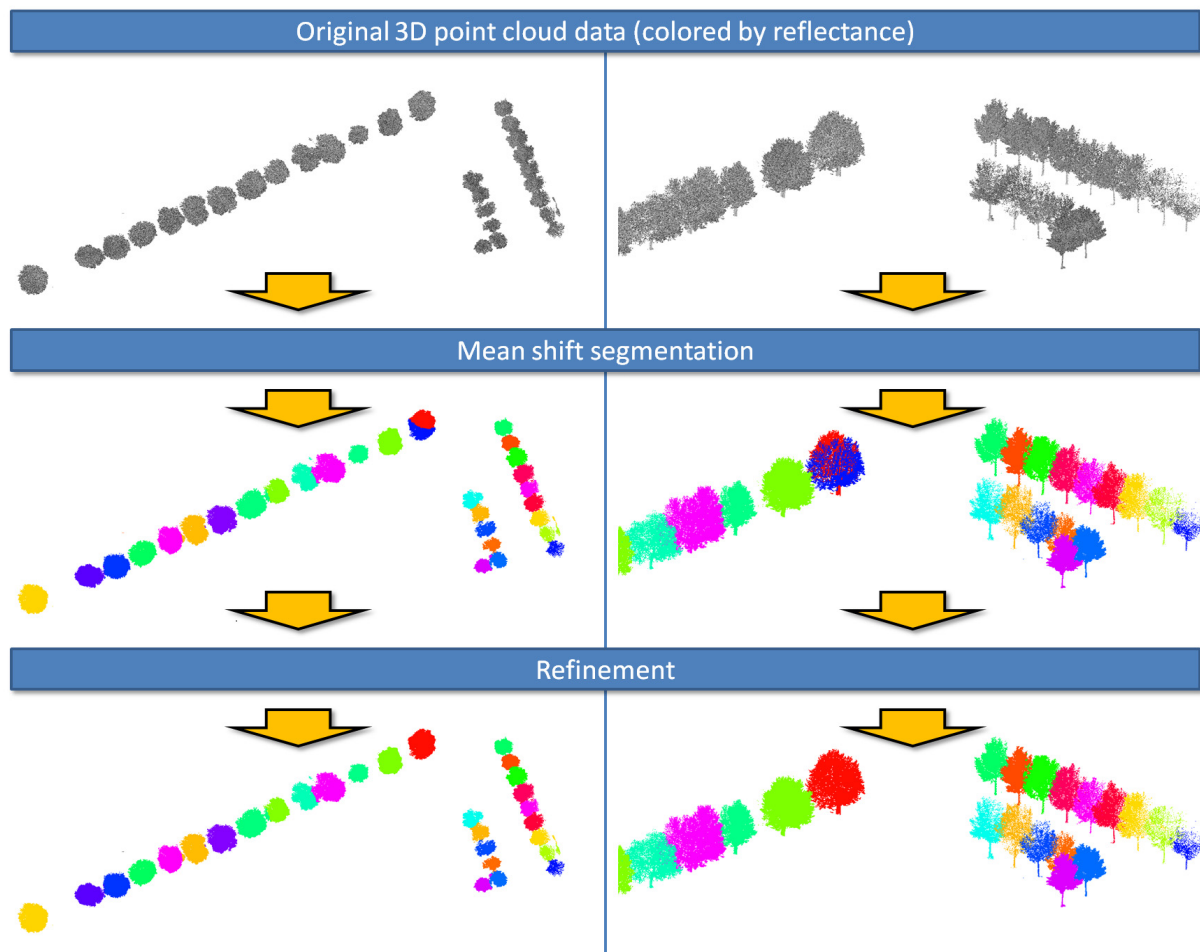 Original 3D point cloud data (colored by reflectance)
Mean shift segmentation
Refinement